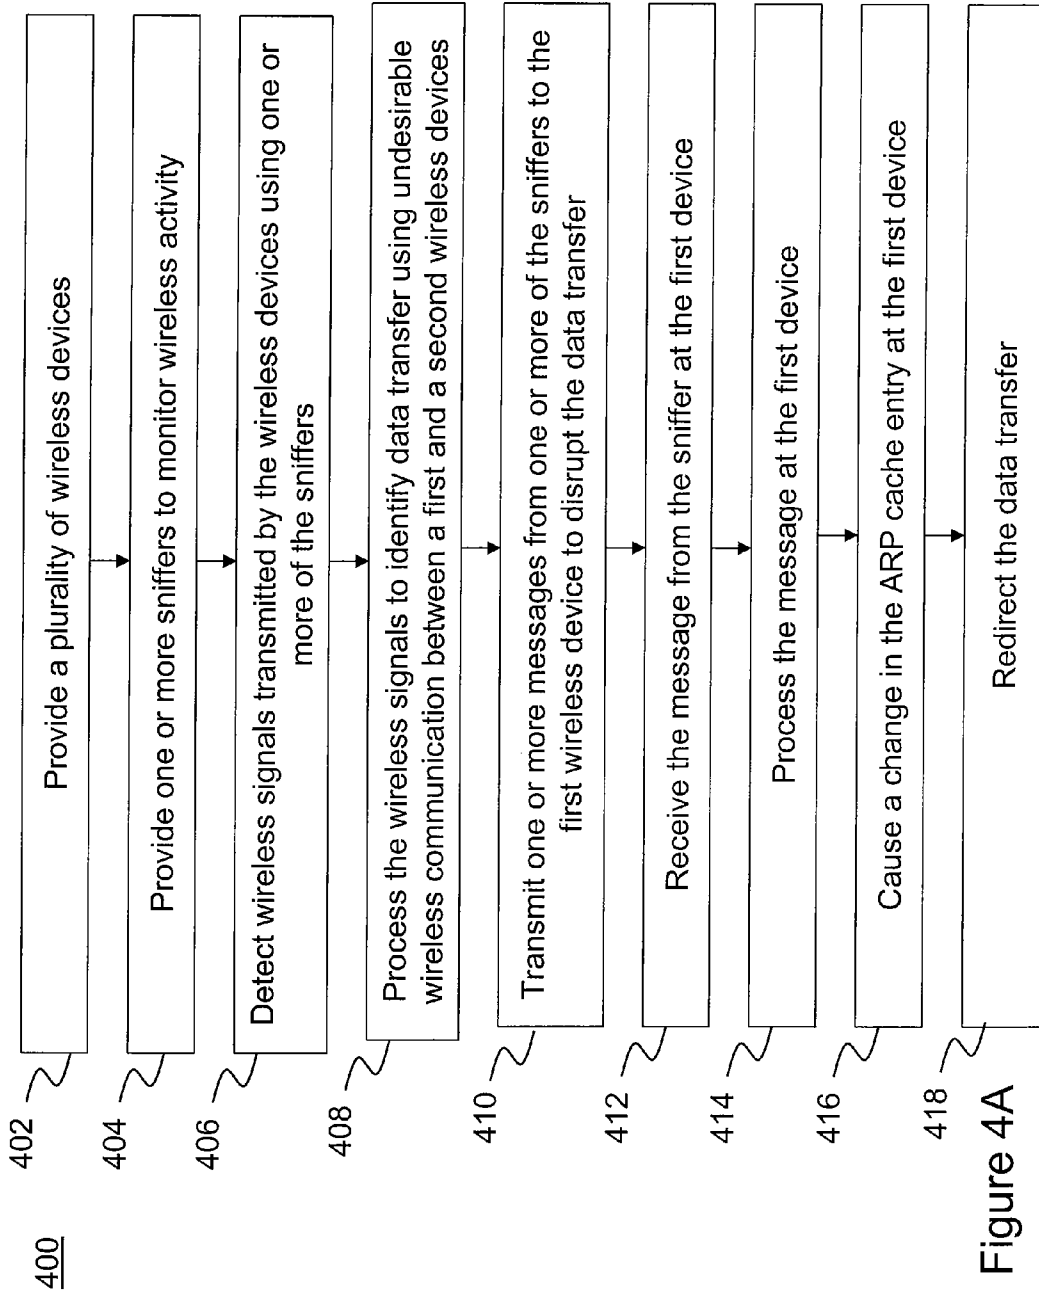 400
402
Provide a plurality of wireless devices
404
Provide one or more sniffers to monitor wireless activity
406
Detect wireless signals transmitted by the wireless devices using one or
more of the sniffers
408
Process the wireless signals to identify data transfer using undesirable
wireless communication between a first and a second wireless devices
410
Transmit one or more messages from one or more of the sniffers to the
first wireless device to disrupt the data transfer
412
Receive the message from the sniffer at the first device
414
Process the message at the first device
416
Cause a change in the ARP cache entry at the first device
418
Redirect the data transfer
Figure 4A